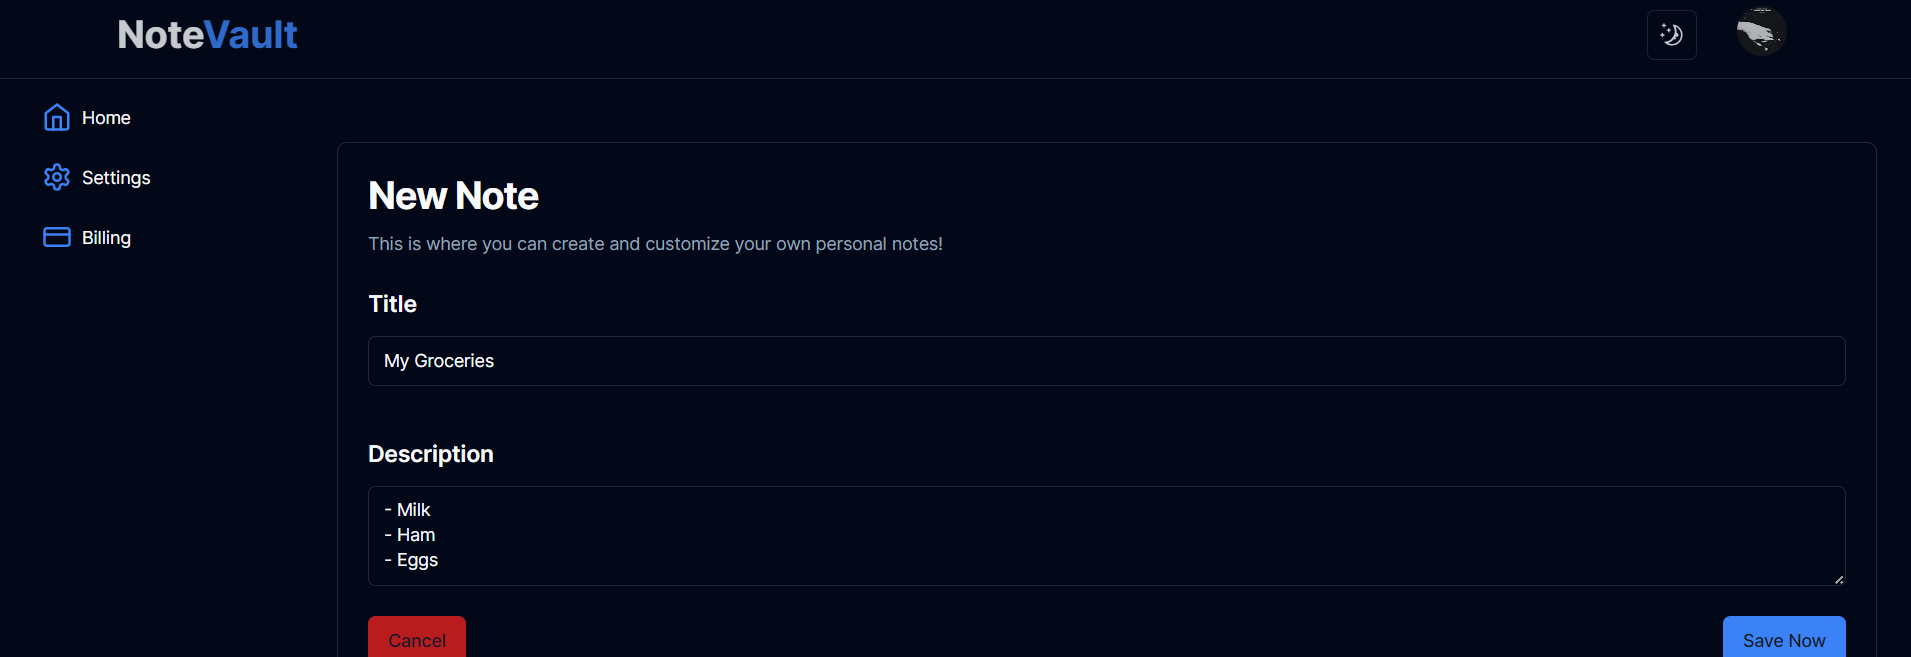 NoteVault
Home
Settings
Billing
New Note
This is where you can create and customize your own personal notes!
Title
My Groceries
Description
- Milk
- Ham
- Eggs
Cancel
Save Now